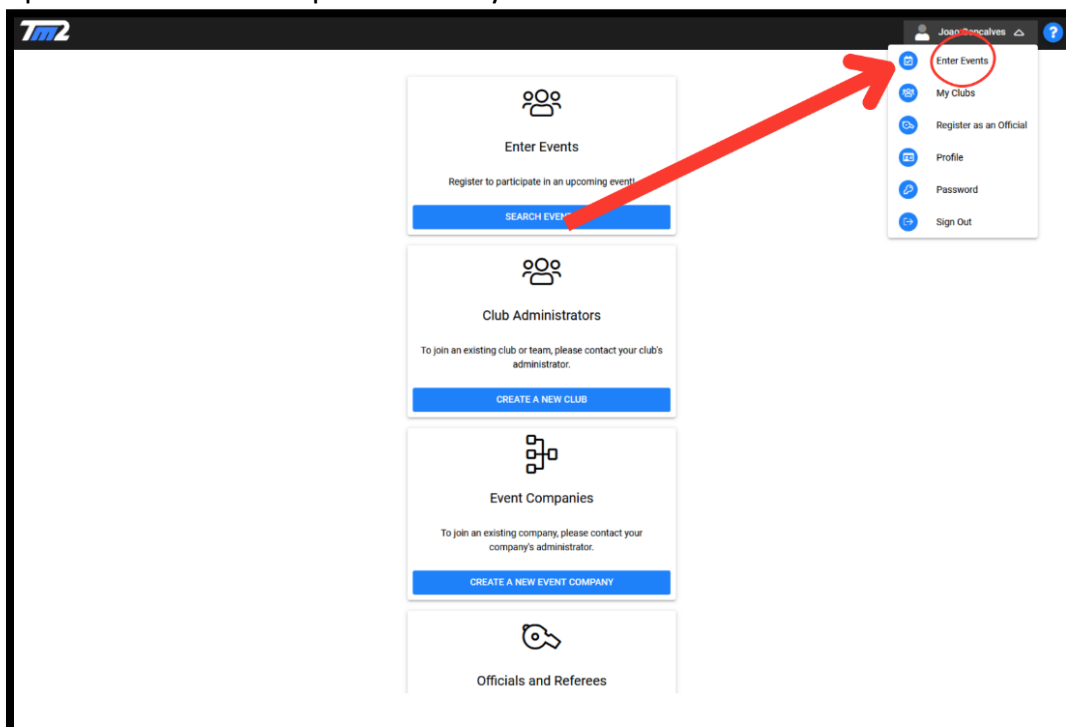 Tm2
Joao Goncalves
?
Enter Events
My Clubs
Register as an Official
Profile
Password
Sign Out
Enter Events
Register to participate in an upcoming event!
SEARCH EVENT
Club Administrators
To join an existing club or team, please contact your club's
administrator.
CREATE A NEW CLUB
Event Companies
To join an existing company, please contact your
company's administrator.
CREATE A NEW EVENT COMPANY
Officials and Referees